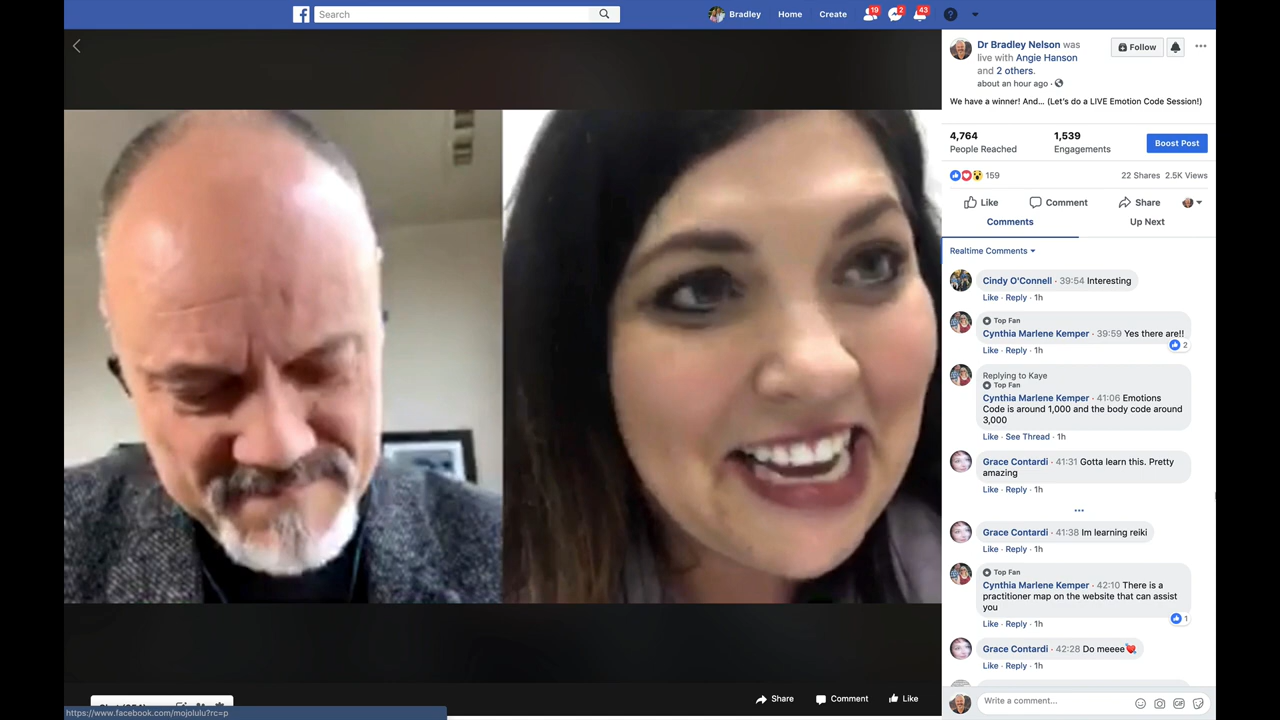 Search
Bradley
Home
Create
19
2
43
Dr Bradley Nelson was
live with Angie Hanson
and 2 others.
about an hour ago ·
Follow
We have a winner! And... (Let's do a LIVE Emotion Code Session!)
4,764
People Reached
1,539
Engagements
Boost Post
159
22 Shares 2.5K Views
Like
Comment
Share
Comments
Up Next
Realtime Comments
Cindy O'Connell · 39:54 Interesting
Like · Reply · 1h
Top Fan
Cynthia Marlene Kemper · 39:59 Yes there are!!
2
Like · Reply · 1h
Replying to Kaye
Top Fan
Cynthia Marlene Kemper · 41:06 Emotions
Code is around 1,000 and the body code around
3,000
Like · See Thread · 1h
Grace Contardi · 41:31 Gotta learn this. Pretty
amazing
Like · Reply · 1h
Grace Contardi · 41:38 Im learning reiki
Like · Reply · 1h
Top Fan
Cynthia Marlene Kemper · 42:10 There is a
practitioner map on the website that can assist
you
1
Like · Reply · 1h
Grace Contardi · 42:28 Do meeee
Like · Reply · 1h
Write a comment...
GIF
Share
Comment
Like
https://www.facebook.com/mojolulu?rc=p